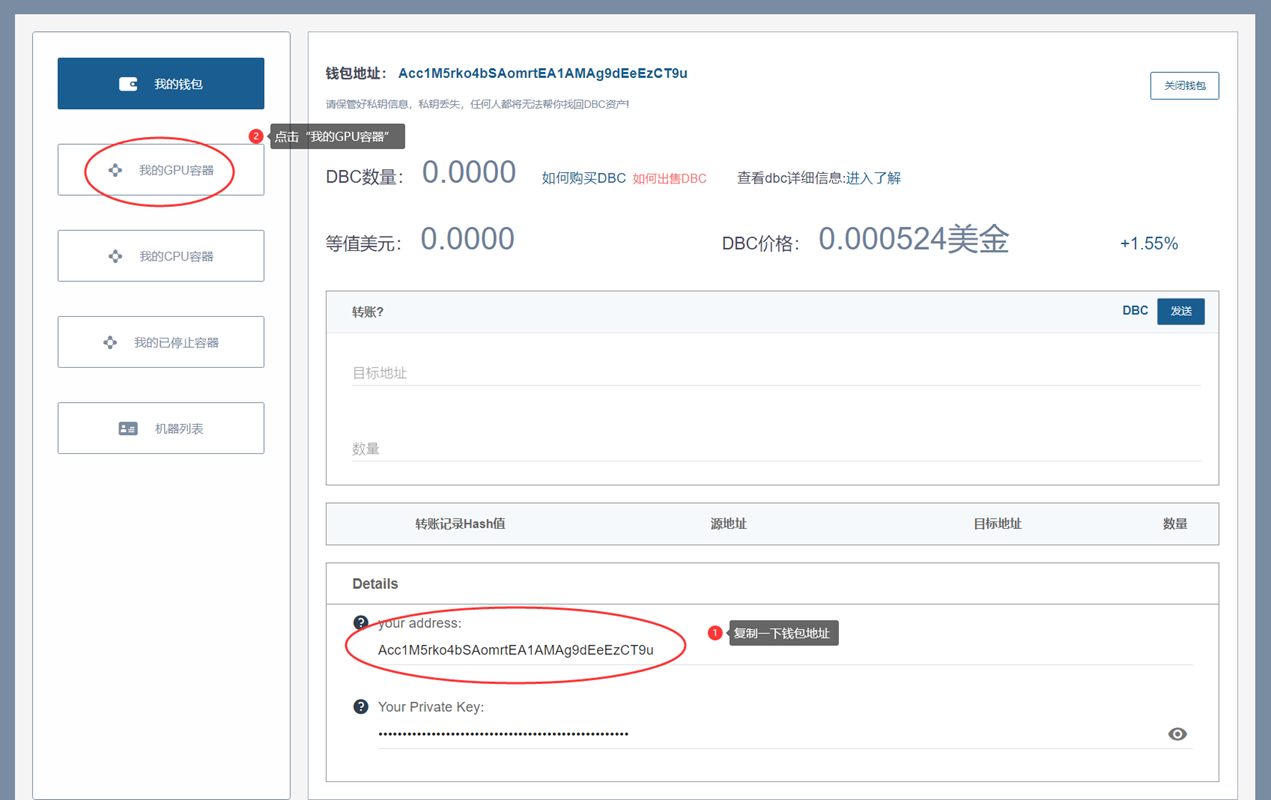 我的钱包
2 点击“我的GPU容器”
我的GPU容器
我的CPU容器
我的已停止容器
机器列表
钱包地址： Acc1M5rko4bSAomrtEA1AMAg9dEeEzCT9u
关闭钱包
请保管好私钥信息，私钥丢失，任何人都将无法帮你找回DBC资产!
DBC数量： 0.0000 如何购买DBC 如何出售DBC 查看dbc详细信息:进入了解
等值美元： 0.0000 DBC价格： 0.000524美金 +1.55%
转账? DBC 发送
目标地址
数量
转账记录Hash值 源地址 目标地址 数量
Details
your address:
1 复制一下钱包地址
Acc1M5rko4bSAomrtEA1AMAg9dEeEzCT9u
Your Private Key: